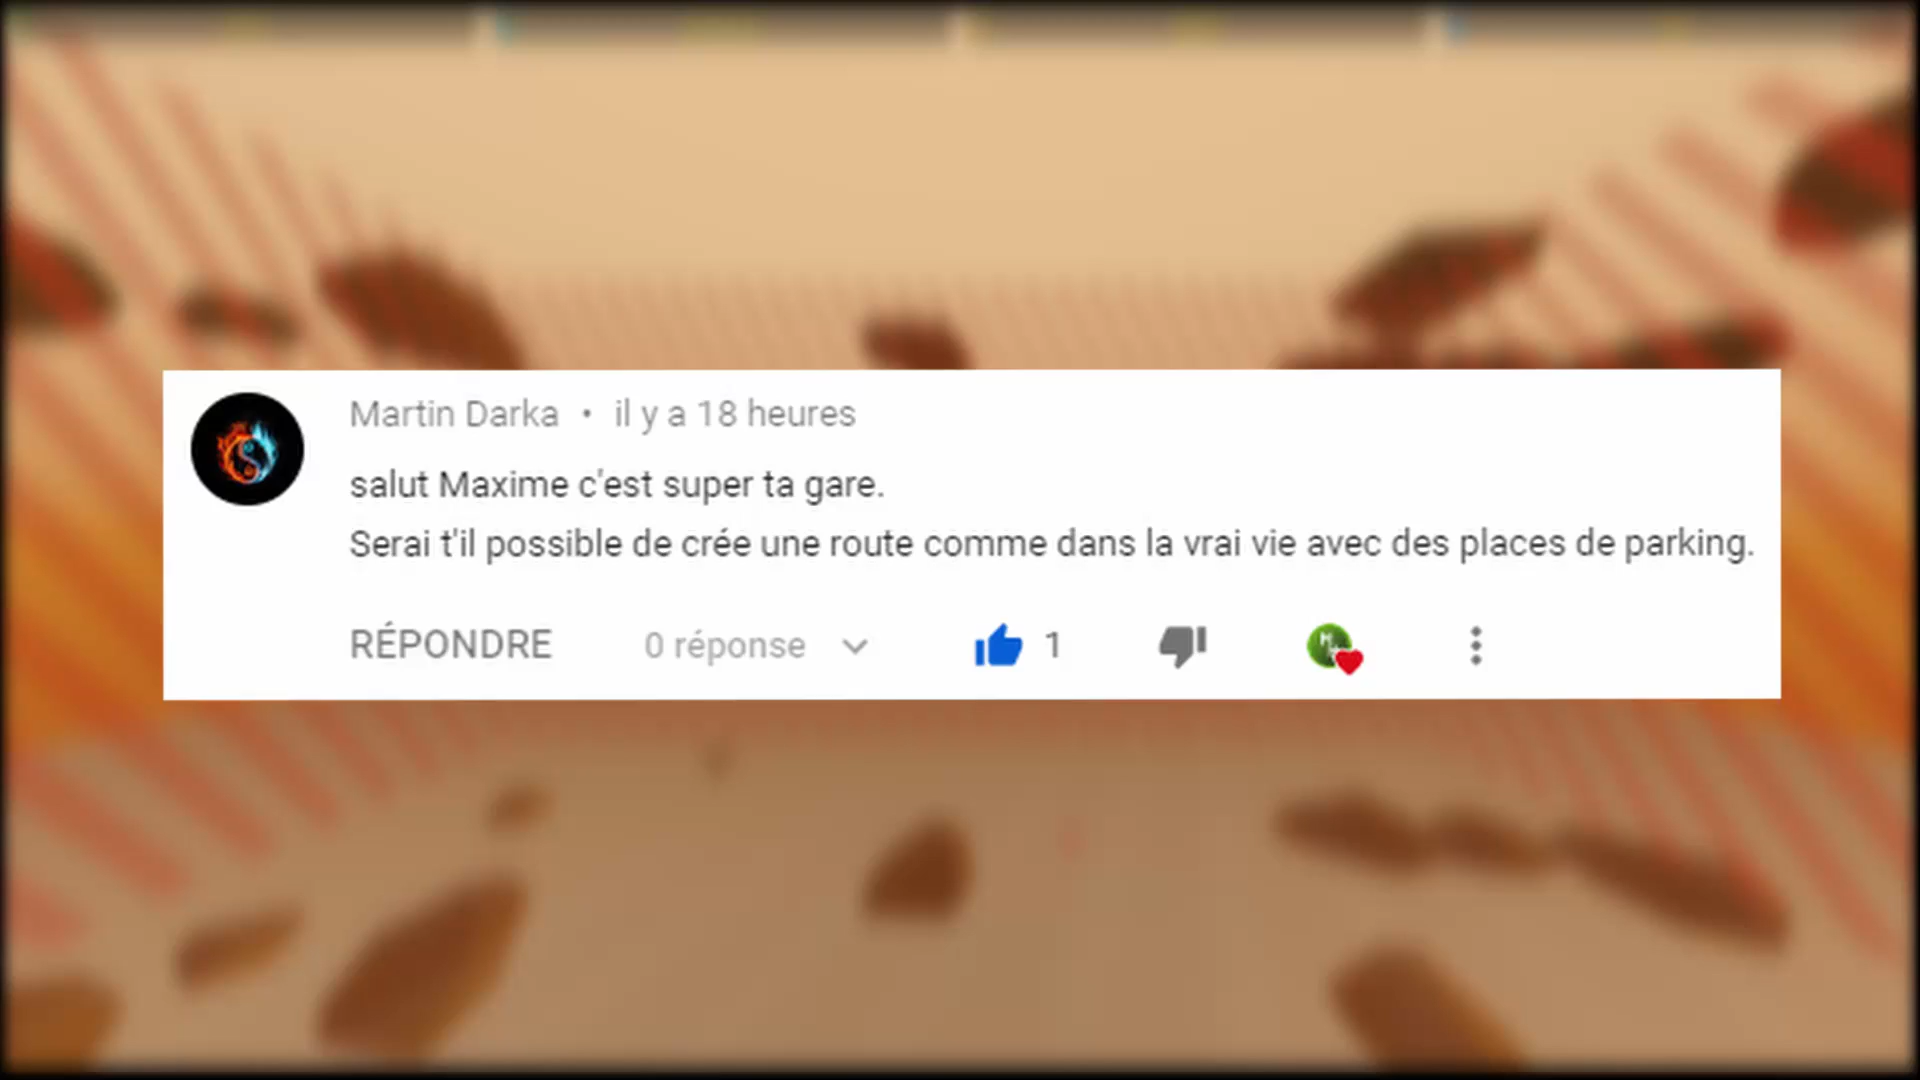 Martin Darka • il y a 18 heures
salut Maxime c'est super ta gare.
Serai t'il possible de crée une route comme dans la vrai vie avec des places de parking.
RÉPONDRE 0 réponse 1